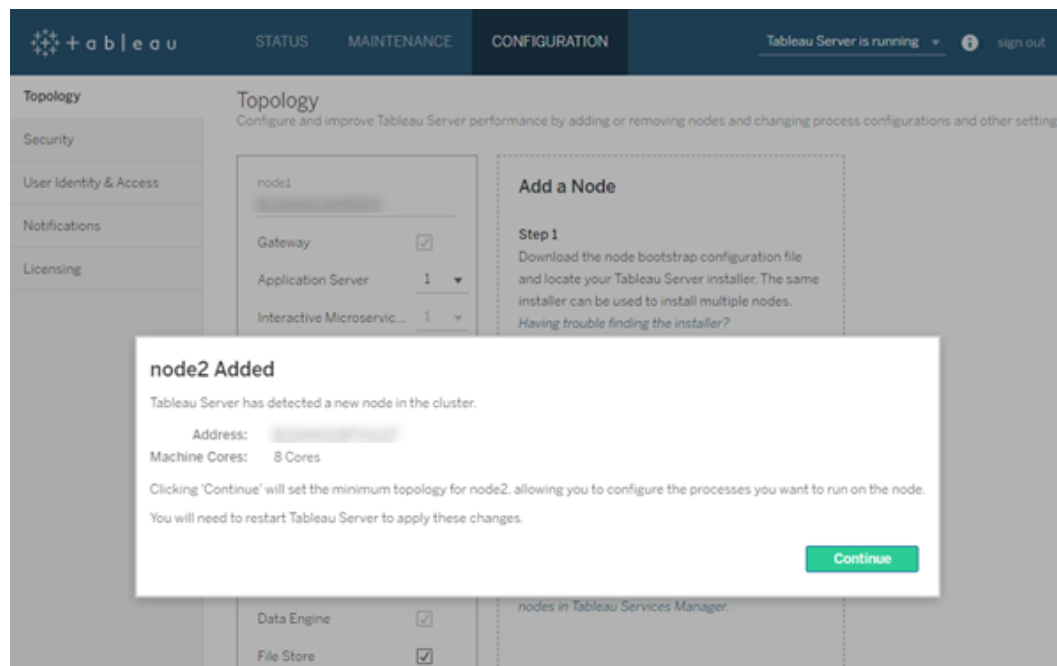 +ableau
STATUS MAINTENANCE CONFIGURATION Tableau Server is running sign out
Topology
Security
User Identity & Access
Notifications
Licensing
Topology
Configure and improve Tableau Server performance by adding or removing nodes and changing process configurations and other setting
node1
Gateway
Application Server 1
Interactive Microservic... 1
Add a Node
Step 1
Download the node bootstrap configuration file
and locate your Tableau Server installer. The same
installer can be used to install multiple nodes.
Having trouble finding the installer?
node2 Added
Tableau Server has detected a new node in the cluster.
Address:
Machine Cores: 8 Cores
Clicking 'Continue' will set the minimum topology for node2, allowing you to configure the processes you want to run on the node.
You will need to restart Tableau Server to apply these changes.
Continue
nodes in Tableau Services Manager.
Data Engine
File Store